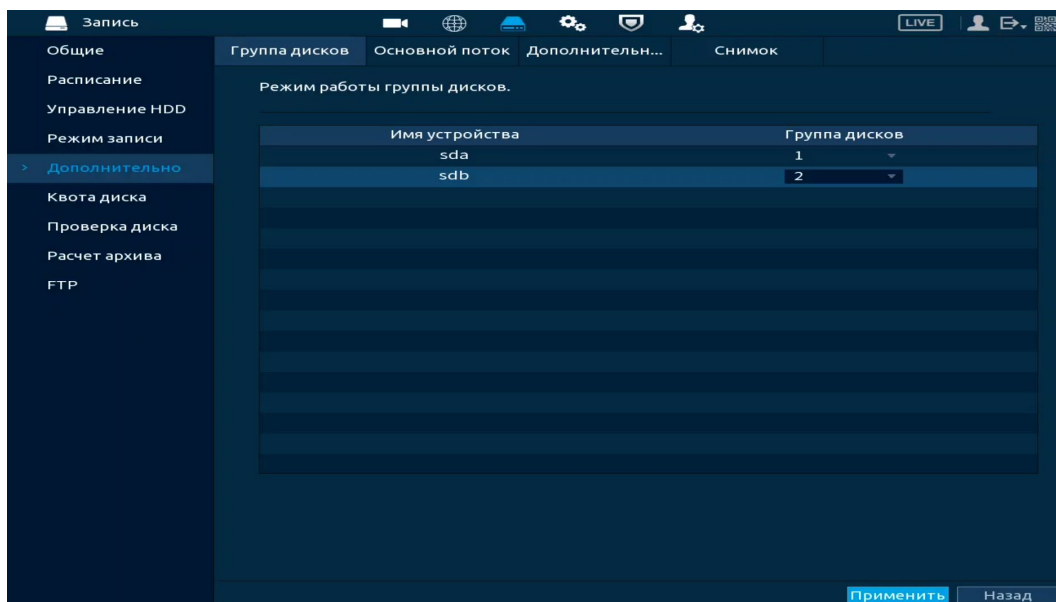 Запись LIVE
Общие
Расписание
Управление HDD
Режим записи
> Дополнительно
Квота диска
Проверка диска
Расчет архива
FTP
Группа дисков Основной поток Дополнительн... Снимок
Режим работы группы дисков.
Имя устройства Группа дисков
sda 1
sdb 2
Применить Назад